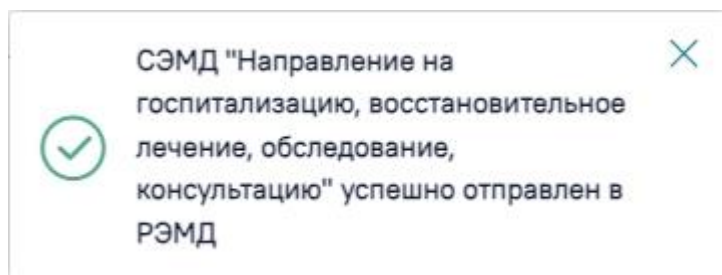 СЭМД "Направление на
госпитализацию, восстановительное
лечение, обследование,
консультацию" успешно отправлен в
РЭМД